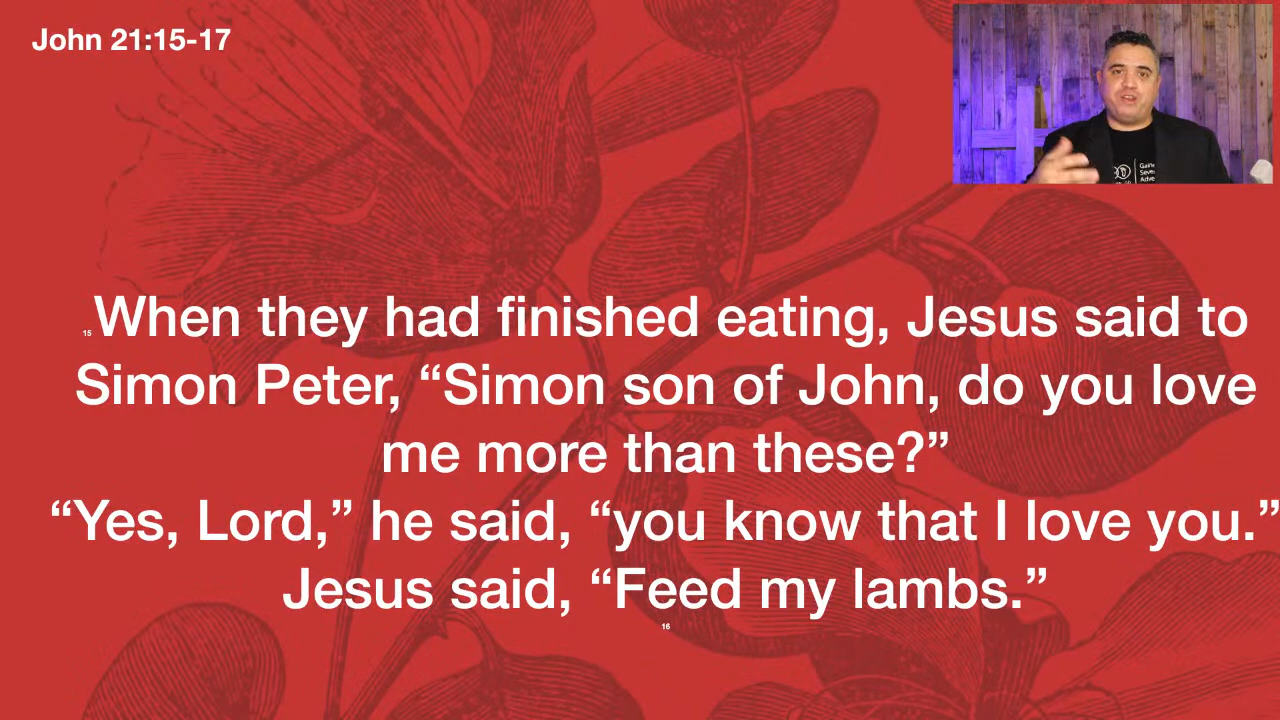 John 21:15-17
15 When they had finished eating, Jesus said to
Simon Peter, “Simon son of John, do you love
me more than these?”
“Yes, Lord,” he said, “you know that I love you.”
Jesus said, “Feed my lambs.”
16